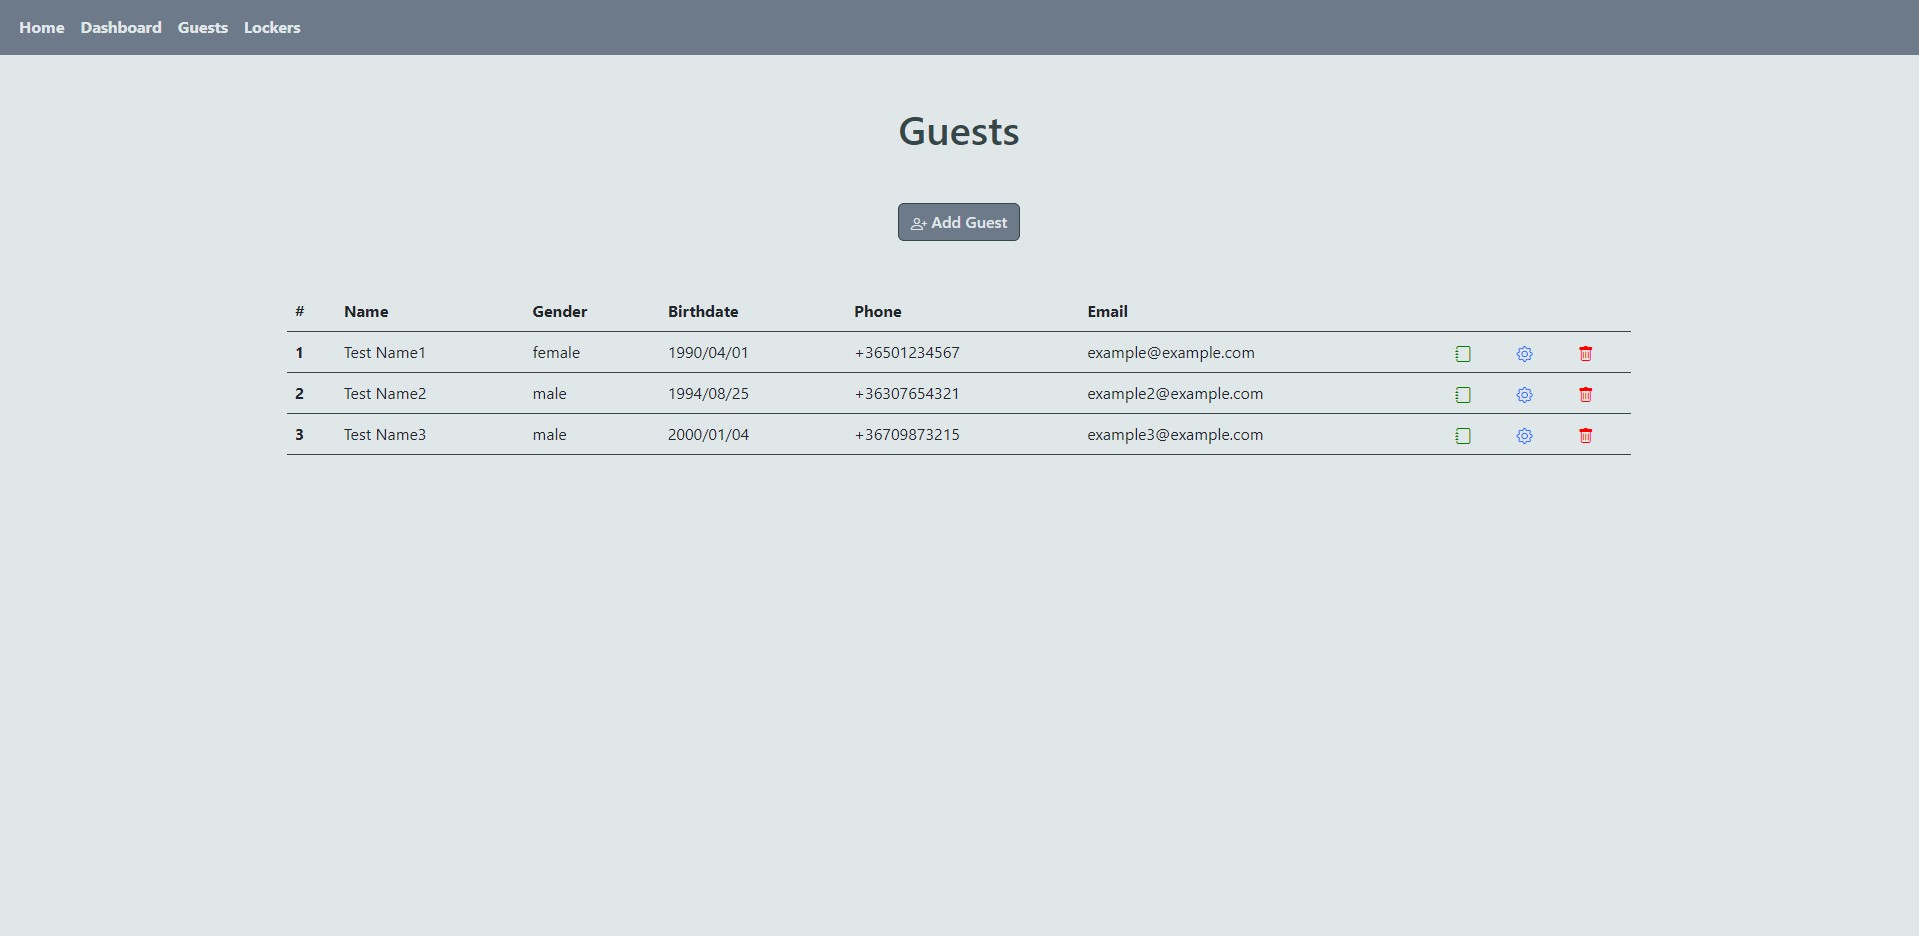 Home Dashboard Guests Lockers
Guests
Add Guest
# Name Gender Birthdate Phone Email
1 Test Name1 female 1990/04/01 +36501234567 example@example.com
2 Test Name2 male 1994/08/25 +36307654321 example2@example.com
3 Test Name3 male 2000/01/04 +36709873215 example3@example.com